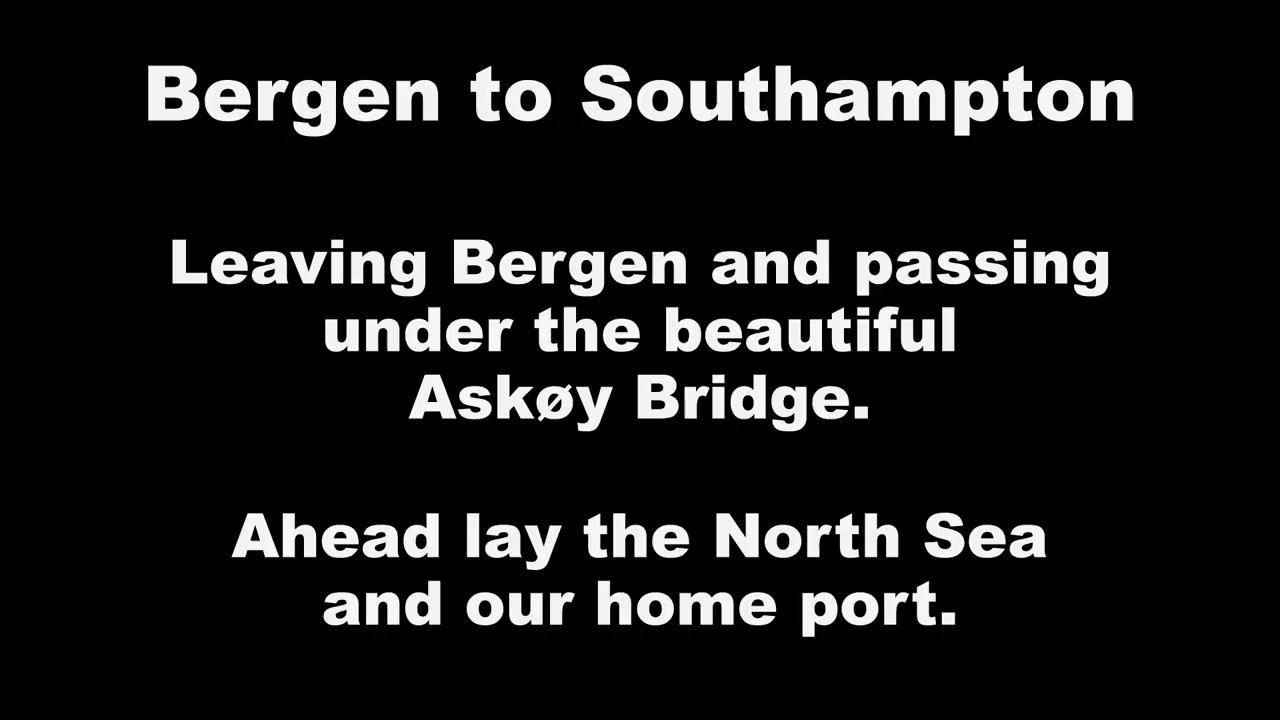 Bergen to Southampton
Leaving Bergen and passing
under the beautiful
Askøy Bridge.
Ahead lay the North Sea
and our home port.